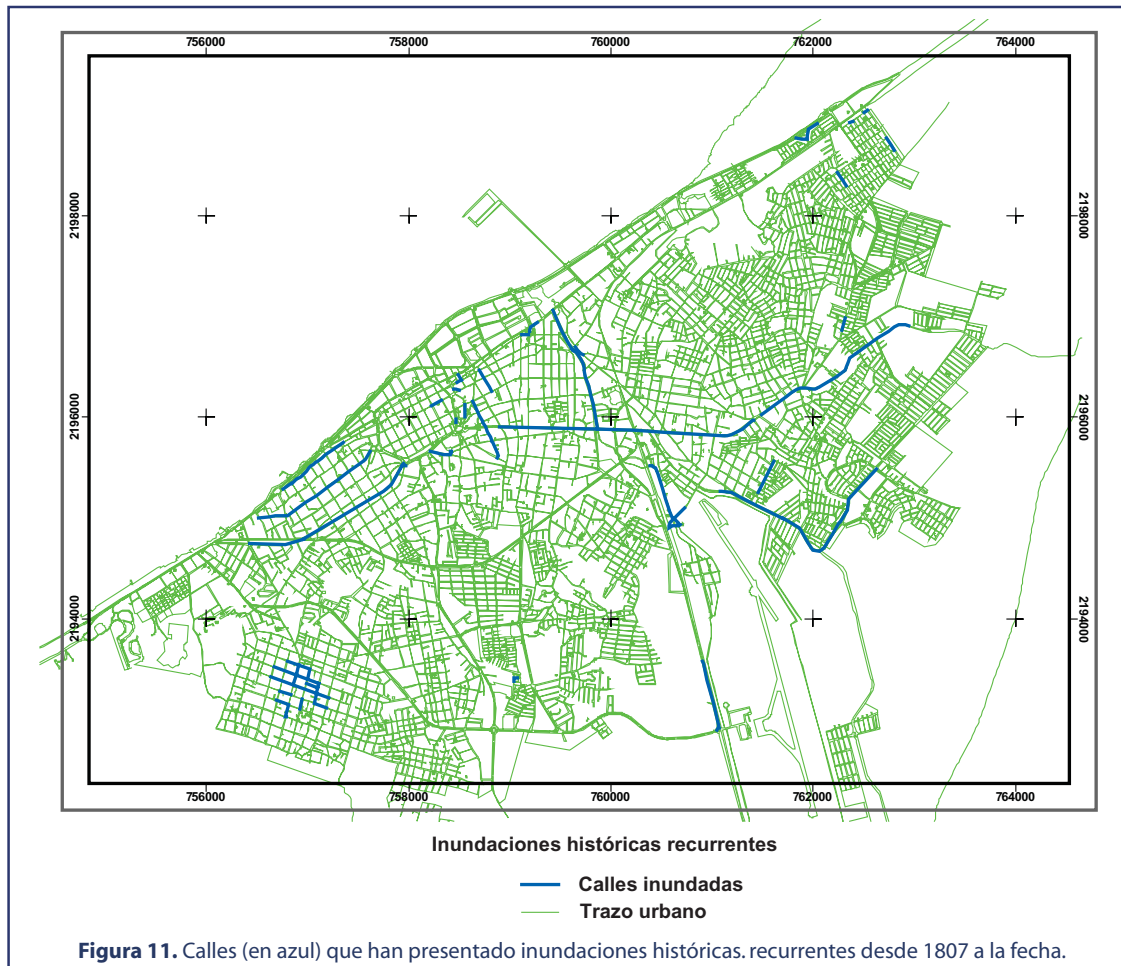 756000 758000 760000 762000 764000
2198000 2198000
2196000 2196000
2194000 2194000
756000 758000 760000 762000 764000
Inundaciones históricas recurrentes
Calles inundadas
Trazo urbano
Figura 11. Calles (en azul) que han presentado inundaciones históricas. recurrentes desde 1807 a la fecha.